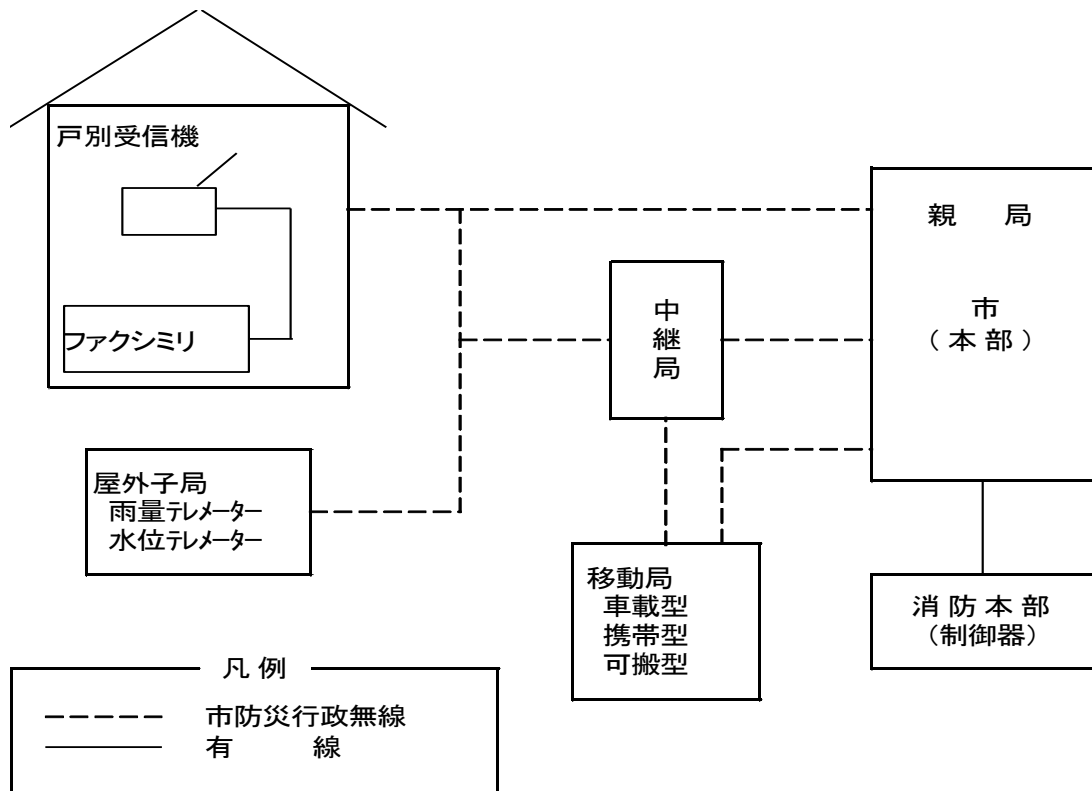 戸別受信機
ファクシミリ
親　局
市
（本部）
中
継
局
屋外子局
雨量テレメーター
水位テレメーター
移動局
車載型
携帯型
可搬型
消防本部
（制御器）
凡例
市防災行政無線
有　線